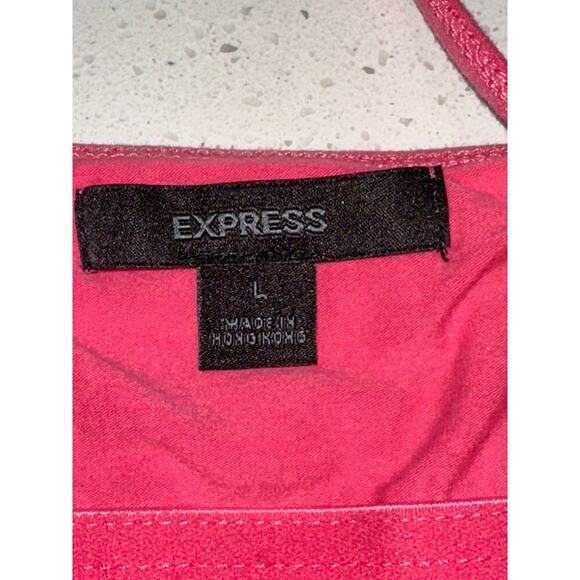 EXPRESS
L
MADE IN
HONG KONG